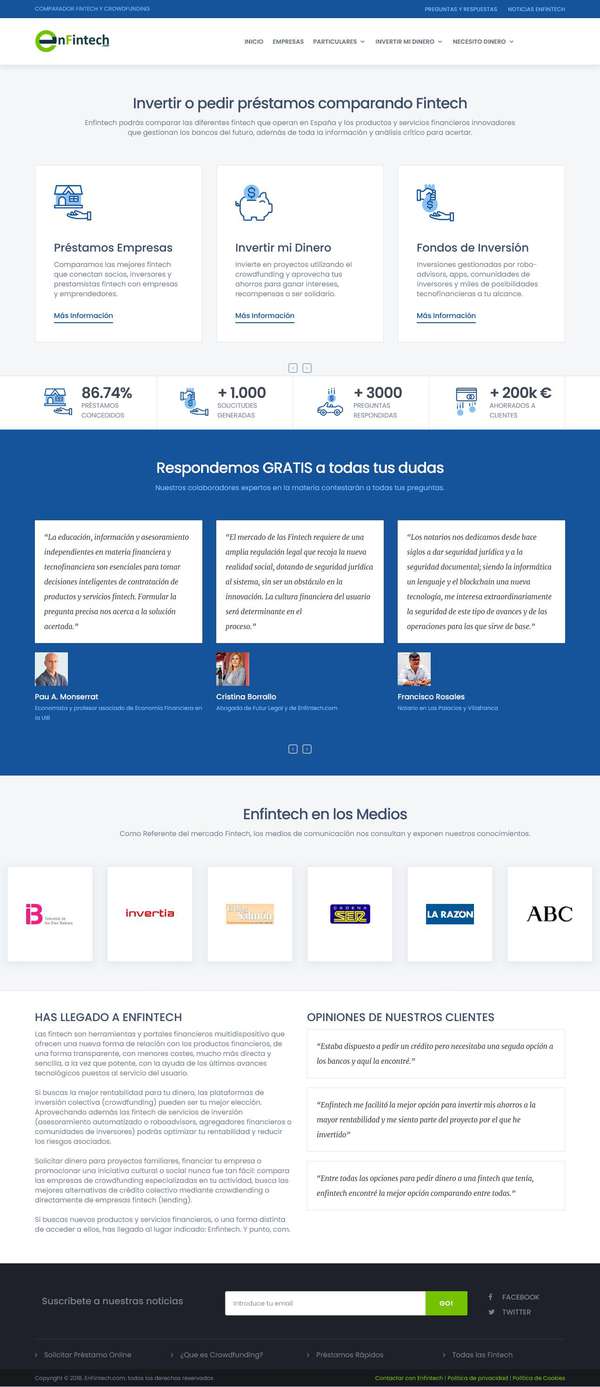 COMPARADOR FINTECH Y CROWDFUNDING
PREGUNTAS Y RESPUESTAS
NOTICIAS ENFINTECH
enFintech
INICIO
EMPRESAS
PARTICULARES
INVERTIR MI DINERO
NECESITO DINERO
Invertir o pedir préstamos comparando Fintech
Enfintech podrás comparar las diferentes fintech que operan en España y los productos y servicios financieros innovadores
que gestionan los bancos del futuro, además de toda la información y análisis crítico para acertar.
Préstamos Empresas
Comparamos las mejores fintech
que conectan socios, inversores y
prestamistas fintech con empresas
y emprendedores.
Más Información
Invertir mi Dinero
Invierte en proyectos utilizando el
crowdfunding y aprovecha tus
ahorros para ganar intereses,
recompensas o ser solidario.
Más Información
Fondos de Inversión
Inversiones gestionadas por robo-
advisors, apps, comunidades de
inversores y miles de posibilidades
tecnofinancieras a tu alcance.
Más Información
86.74%
PRÉSTAMOS
CONCEDIDOS
+ 1.000
SOLICITUDES
GENERADAS
+ 3000
PREGUNTAS
RESPONDIDAS
+ 200k €
AHORRADOS A
CLIENTES
Respondemos GRATIS a todas tus dudas
Nuestros colaboradores expertos en la materia contestarán a todas tus preguntas.
“La educación, información y asesoramiento
independientes en materia financiera y
tecnofinanciera son esenciales para tomar
decisiones inteligentes de contratación de
productos y servicios fintech. Formular la
pregunta precisa nos acerca a la solución
acertada.”
Pau A. Monserrat
Economista y profesor asociado de Economía Financiera en
la UIB
“El mercado de las Fintech requiere de una
amplia regulación legal que recoja la nueva
realidad social, dotando de seguridad jurídica
al sistema, sin ser un obstáculo en la
innovación. La cultura financiera del usuario
será determinante en el
proceso.”
Cristina Borrallo
Abogada de Futur Legal y de Enfintech.com
“Los notarios nos dedicamos desde hace
siglos a dar seguridad jurídica y a la
seguridad documental; siendo la informática
un lenguaje y el blockchain una nueva
tecnología, me interesa extraordinariamente
la seguridad de este tipo de avances y de las
operaciones para las que sirve de base.”
Francisco Rosales
Notario en Los Palacios y Villafranca
Enfintech en los Medios
Como Referente del mercado Fintech, los medios de comunicación nos consultan y exponen nuestros conocimientos.
iB
invertia
Salmón
CADENA
SER
LA RAZON
ABC
HAS LLEGADO A ENFINTECH
Las fintech son herramientas y portales financieros multidispositivo que
ofrecen una nueva forma de relación con los productos financieros, de
una forma transparente, con menores costes, mucho más directa y
sencilla, a la vez que potente, con la ayuda de los últimos avances
tecnológicos puestos al servicio del usuario.
Si buscas la mejor rentabilidad para tu dinero, las plataformas de
inversión colectiva (crowdfunding) pueden ser tu mejor elección.
Aprovechando además las fintech de servicios de inversión
(asesoramiento automatizado o roboadvisors, agregadores financieros o
comunidades de inversores) podrás optimizar tu rentabilidad y reducir
los riesgos asociados.
Solicitar dinero para proyectos familiares, financiar tu empresa o
promocionar una iniciativa cultural o social nunca fue tan fácil: compara
las empresas de crowdfunding especializadas en tu actividad, busca las
mejores alternativas de crédito colectivo mediante crowdlending o
directamente de empresas fintech (lending).
Si buscas nuevos productos y servicios financieros, o una forma distinta
de acceder a ellos, has llegado al lugar indicado: Enfintech. Y punto, com.
OPINIONES DE NUESTROS CLIENTES
“Estaba dispuesto a pedir un crédito pero necesitaba una seguda opción a
los bancos y aquí la encontré.”
“Enfintech me facilitó la mejor opción para invertir mis ahorros a la
mayor rentabilidad y me siento parte del proyecto por el que he
invertido”
“Entre todas las opciones para pedir dinero a una fintech que tenía,
enfintech encontré la mejor opción comparando entre todas.”
Suscríbete a nuestras noticias
Introduce tu email
GO!
FACEBOOK
TWITTER
Solicitar Préstamo Online
¿Que es Crowdfunding?
Préstamos Rápidos
Todas las Fintech
Copyright © 2018, EnFintech.com, todos los derechos reservados
Contactar con Enfintech | Política de privacidad | Política de Cookies